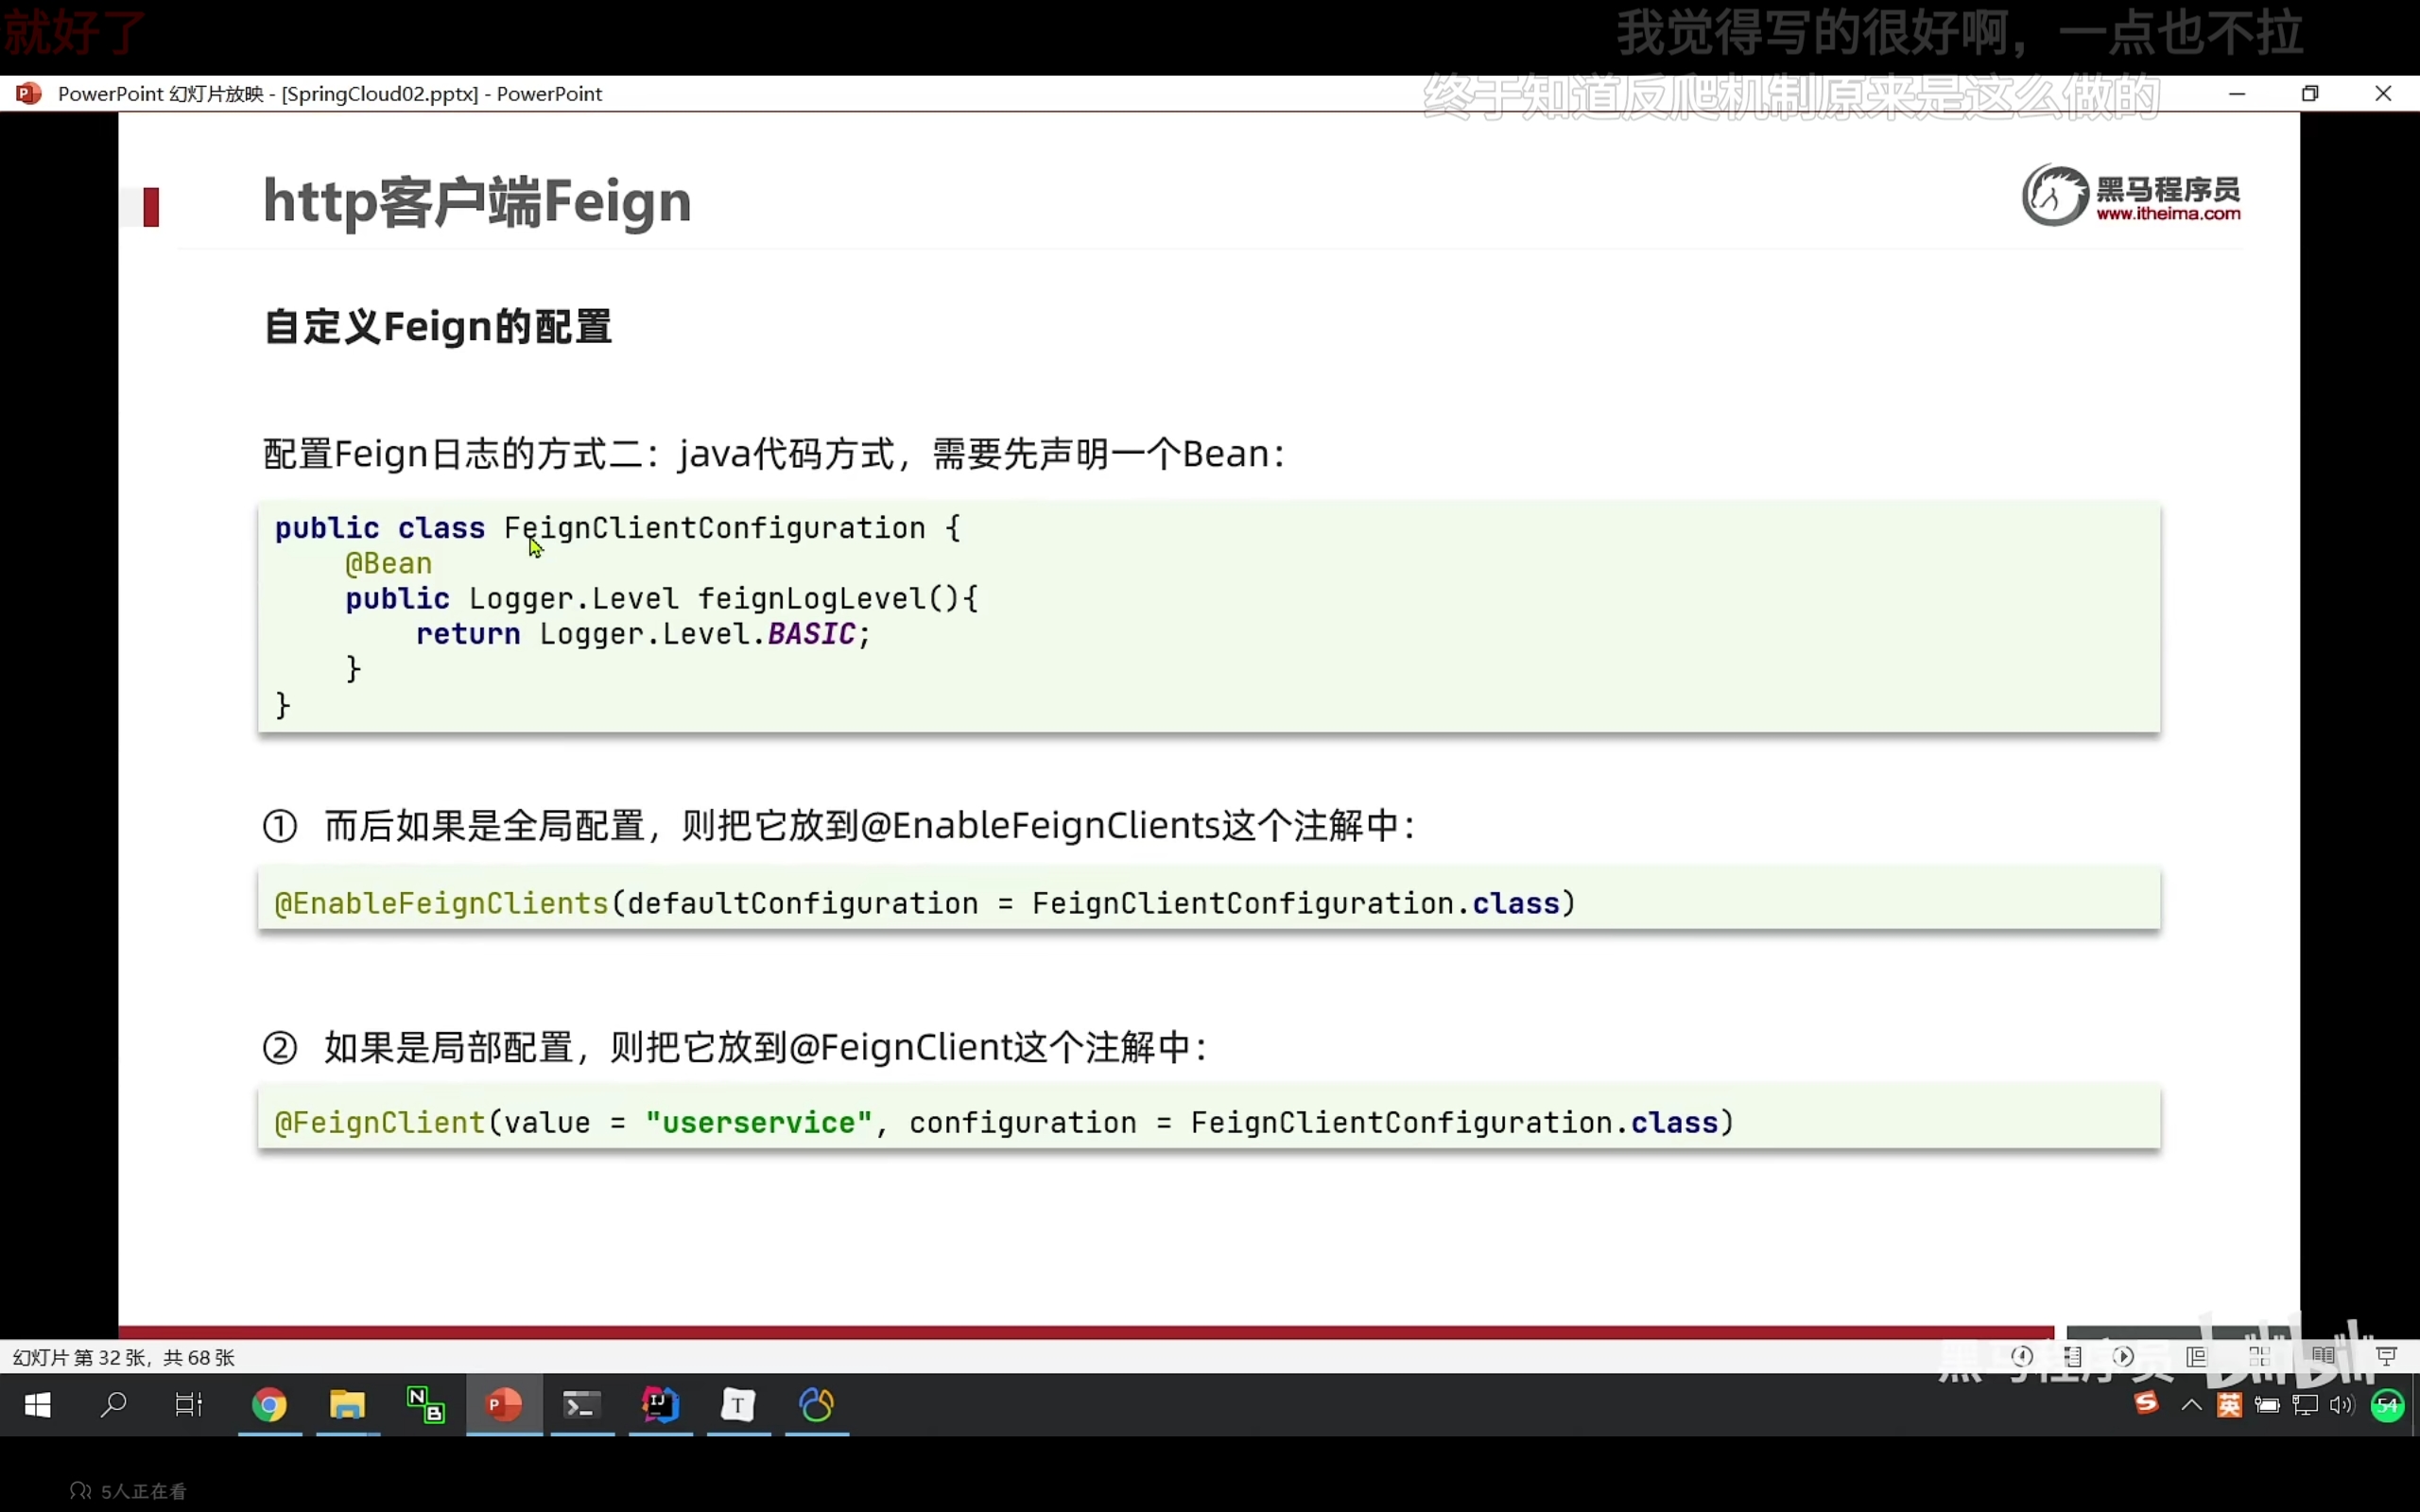 就好了
我觉得写的很好啊，一点也不拉
终于知道反爬机制原来是这么做的
PowerPoint 幻灯片放映 - [SpringCloud02.pptx] - PowerPoint
http客户端Feign
黑马程序员
www.itheima.com
自定义Feign的配置
配置Feign日志的方式二：java代码方式，需要先声明一个Bean：
public class FeignClientConfiguration {
@Bean
public Logger.Level feignLogLevel(){
return Logger.Level.BASIC;
}
}
① 而后如果是全局配置，则把它放到@EnableFeignClients这个注解中：
@EnableFeignClients(defaultConfiguration = FeignClientConfiguration.class)
② 如果是局部配置，则把它放到@FeignClient这个注解中：
@FeignClient(value = "userservice", configuration = FeignClientConfiguration.class)
幻灯片 第 32 张，共 68 张
黑马程序员 bilibili
英
54
5人正在看